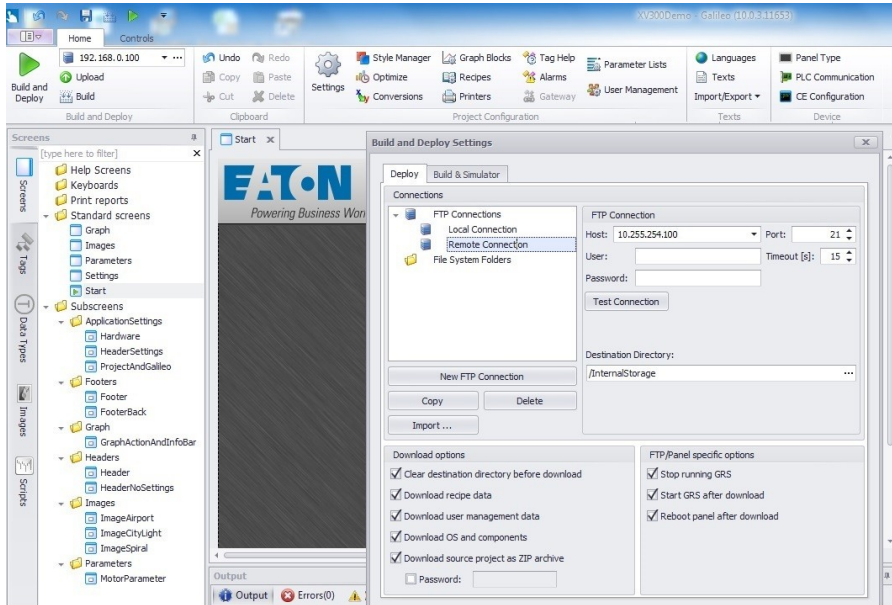 XV300Demo - Galileo (10.0.3.11653)
Home
Controls
192.168.0.100
Upload
Build
Build and Deploy
Build and Deploy
Undo
Redo
Copy
Paste
Cut
Delete
Clipboard
Settings
Style Manager
Optimize
Conversions
Graph Blocks
Recipes
Printers
Tag Help
Alarms
Gateway
Parameter Lists
User Management
Project Configuration
Languages
Texts
Import/Export
Texts
Panel Type
PLC Communication
CE Configuration
Device
Screens
[type here to filter]
Help Screens
Keyboards
Print reports
Standard screens
Graph
Images
Parameters
Settings
Start
Subscreens
ApplicationSettings
Hardware
HeaderSettings
ProjectAndGalileo
Footers
Footer
FooterBack
Graph
GraphActionAndInfoBar
Headers
Header
HeaderNoSettings
Images
ImageAirport
ImageCityLight
ImageSpiral
Parameters
MotorParameter
Screens
Tags
Data Types
Images
Scripts
Start
EATON
Powering Business Wor
Output
Output
Errors(0)
Build and Deploy Settings
Deploy
Build & Simulator
Connections
FTP Connections
Local Connection
Remote Connection
File System Folders
New FTP Connection
Copy
Delete
Import ...
FTP Connection
Host:
10.255.254.100
Port:
21
User:
Timeout [s]:
15
Password:
Test Connection
Destination Directory:
/InternalStorage
...
Download options
Clear destination directory before download
Download recipe data
Download user management data
Download OS and components
Download source project as ZIP archive
Password:
FTP/Panel specific options
Stop running GRS
Start GRS after download
Reboot panel after download